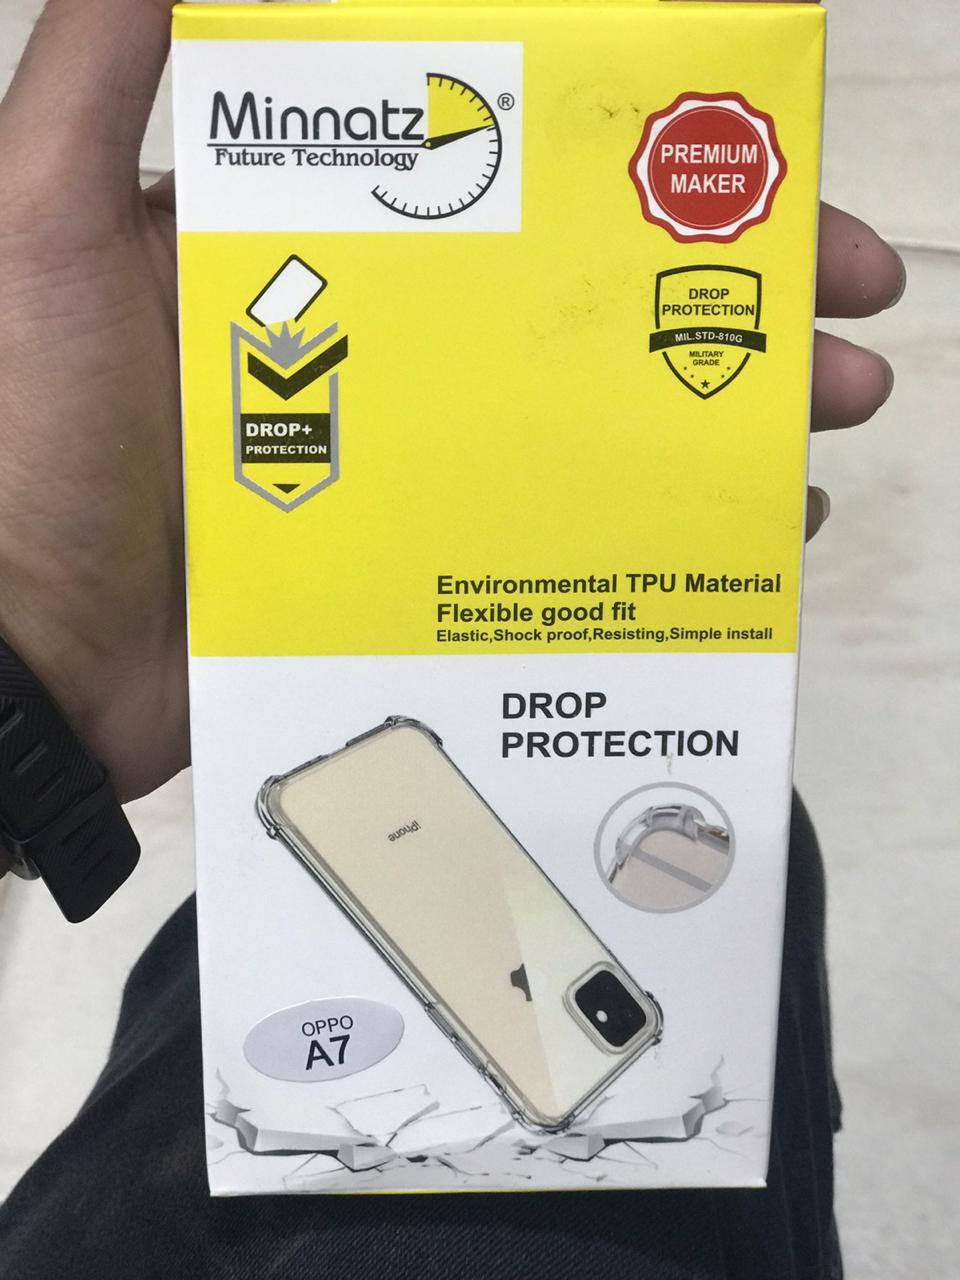 Minnatz ®
Future Technology
PREMIUM
MAKER
DROP
PROTECTION
MIL.STD-810G
MILITARY
GRADE
DROP+
PROTECTION
Environmental TPU Material
Flexible good fit
Elastic,Shock proof,Resisting,Simple install
DROP
PROTECTION
iPhone
OPPO
A7